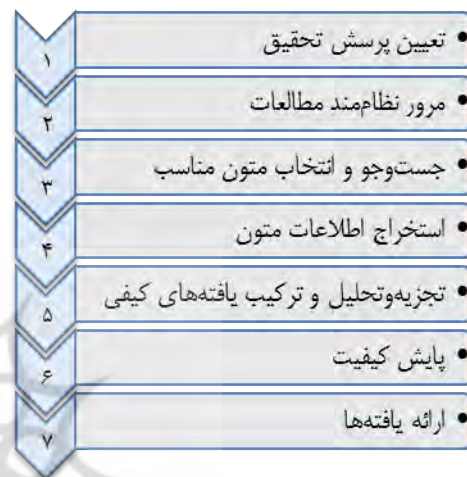 ۱ • تعیین پرسش تحقیق
۲ • مرور نظام‌مند مطالعات
۳ • جست‌وجو و انتخاب متون مناسب
۴ • استخراج اطلاعات متون
۵ • تجزیه‌وتحلیل و ترکیب یافته‌های کیفی
۶ • پایش کیفیت
۷ • ارائه یافته‌ها